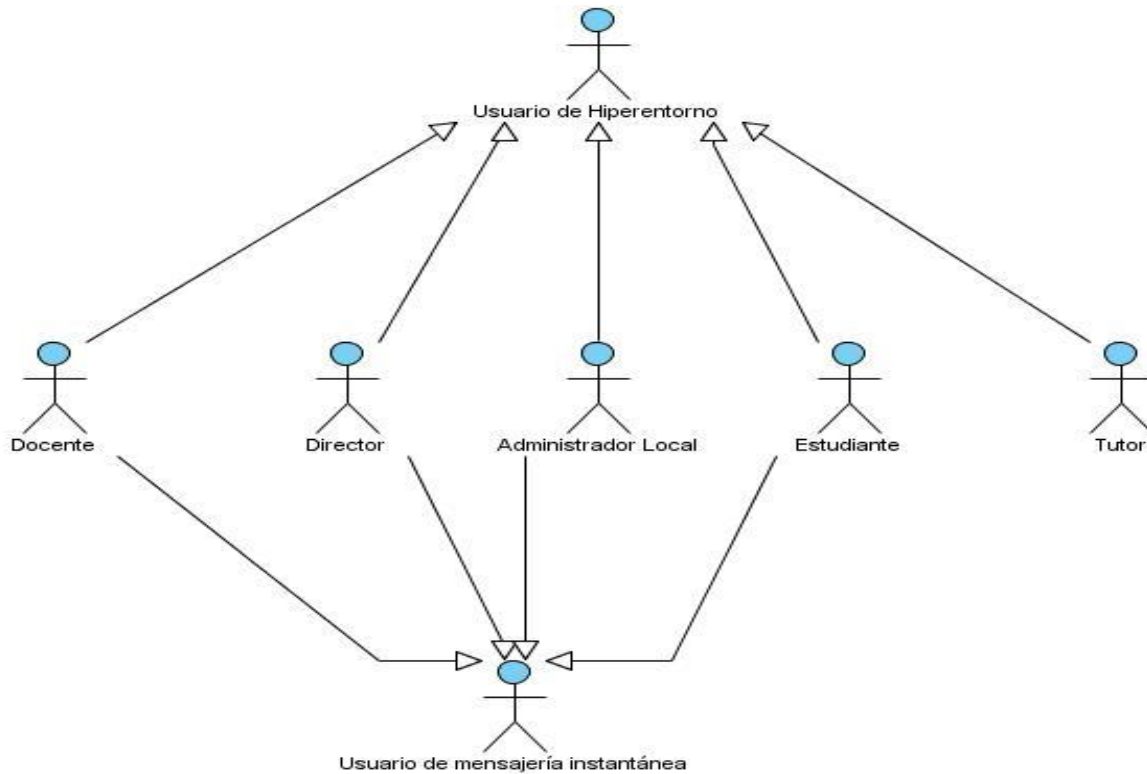 Usuario de Hiperentorno
Docente
Director
Administrador Local
Estudiante
Tutor
Usuario de mensajería instantánea